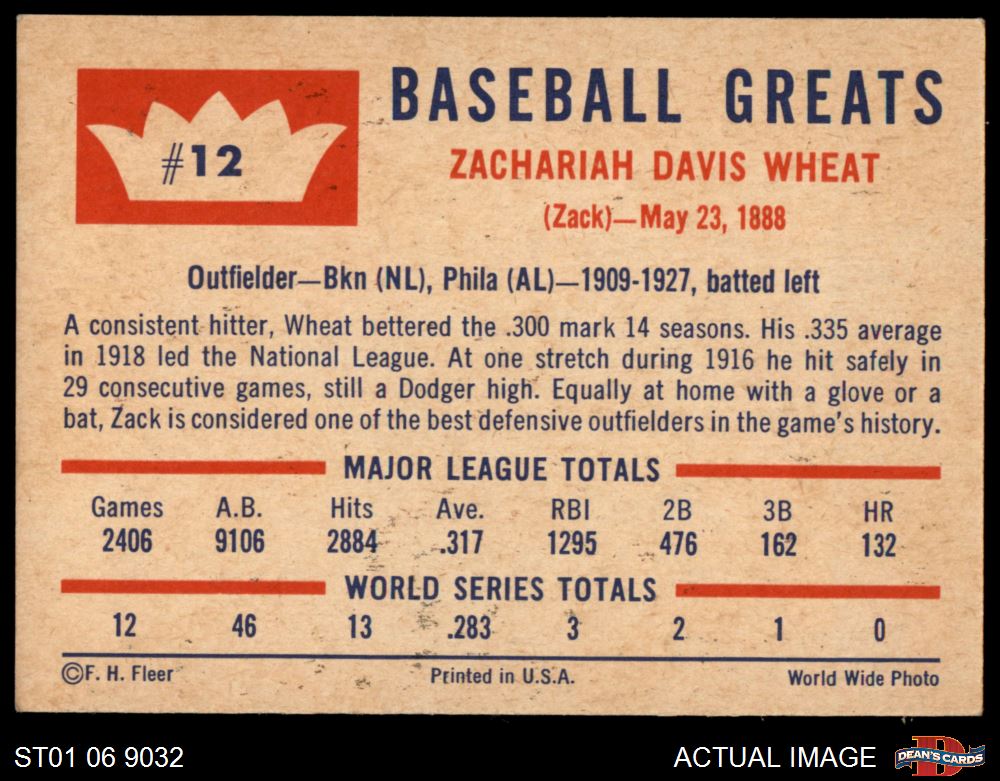 #12
BASEBALL GREATS
ZACHARIAH DAVIS WHEAT
(Zack)—May 23, 1888
Outfielder—Bkn (NL), Phila (AL)—1909-1927, batted left
A consistent hitter, Wheat bettered the .300 mark 14 seasons. His .335 average
in 1918 led the National League. At one stretch during 1916 he hit safely in
29 consecutive games, still a Dodger high. Equally at home with a glove or a
bat, Zack is considered one of the best defensive outfielders in the game's history.
MAJOR LEAGUE TOTALS
Games A.B. Hits Ave. RBI 2B 3B HR
2406 9106 2884 .317 1295 476 162 132
WORLD SERIES TOTALS
12 46 13 .283 3 2 1 0
©F. H. Fleer Printed in U.S.A. World Wide Photo
ST01 06 9032 ACTUAL IMAGE D DEAN'S CARDS